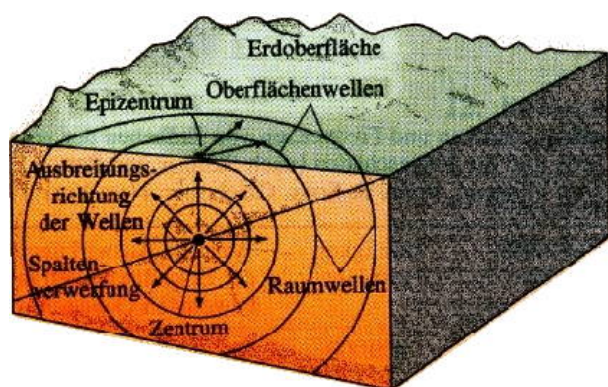 Erdoberfläche
Oberflächenwellen
Epizentrum
Ausbreitungs-
richtung
der Wellen
Spalten-
verwerfung
Raumwellen
Zentrum